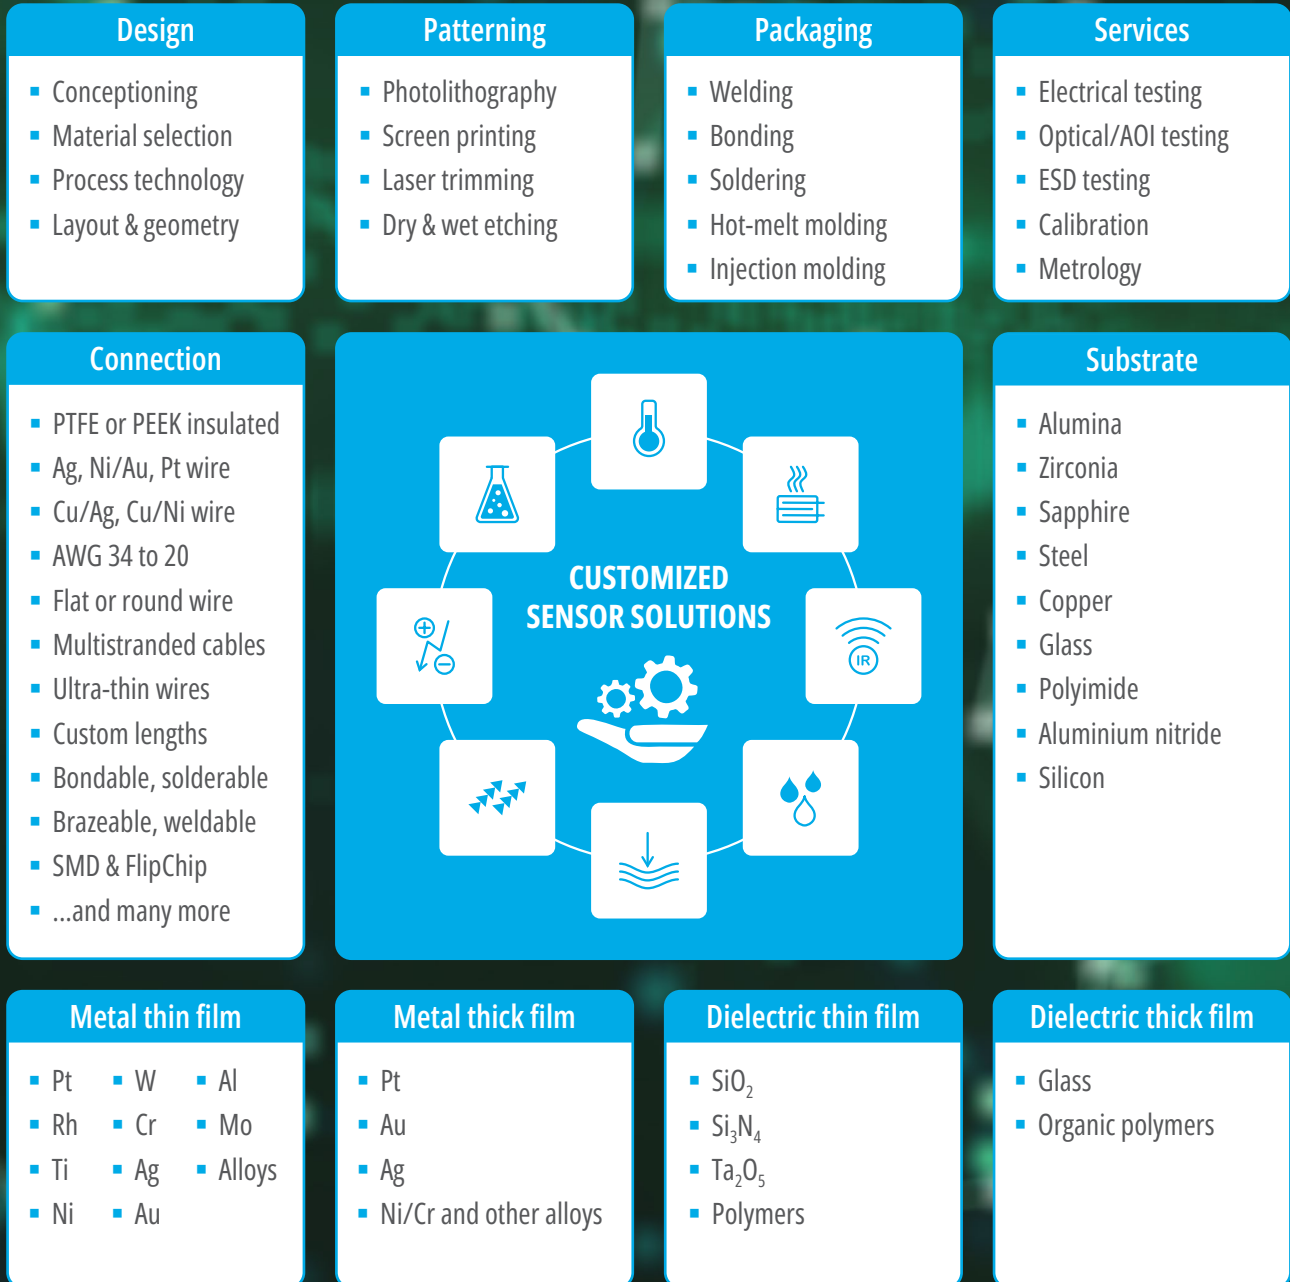 Design
Conceptioning
Material selection
Process technology
Layout & geometry
Patterning
Photolithography
Screen printing
Laser trimming
Dry & wet etching
Packaging
Welding
Bonding
Soldering
Hot-melt molding
Injection molding
Services
Electrical testing
Optical/AOI testing
ESD testing
Calibration
Metrology
Connection
PTFE or PEEK insulated
Ag, Ni/Au, Pt wire
Cu/Ag, Cu/Ni wire
AWG 34 to 20
Flat or round wire
Multistranded cables
Ultra-thin wires
Custom lengths
Bondable, solderable
Brazeable, weldable
SMD & FlipChip
...and many more
CUSTOMIZED
SENSOR SOLUTIONS
IR
Substrate
Alumina
Zirconia
Sapphire
Steel
Copper
Glass
Polyimide
Aluminium nitride
Silicon
Metal thin film
Pt
Rh
Ti
Ni
W
Cr
Ag
Au
Al
Mo
Alloys
Metal thick film
Pt
Au
Ag
Ni/Cr and other alloys
Dielectric thin film
SiO₂
Si₃N₄
Ta₂O₅
Polymers
Dielectric thick film
Glass
Organic polymers